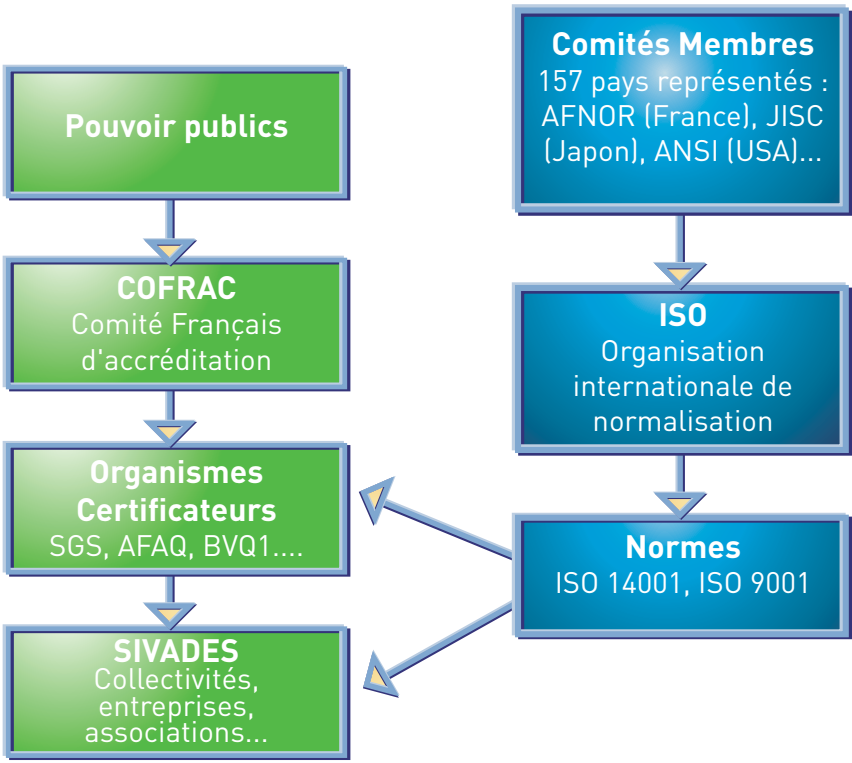 Pouvoir publics
COFRAC
Comité Français
d'accréditation
Organismes
Certificateurs
SGS, AFAQ, BVQ1....
SIVADES
Collectivités,
entreprises,
associations...
Comités Membres
157 pays représentés :
AFNOR (France), JISC
(Japon), ANSI (USA)...
ISO
Organisation
internationale de
normalisation
Normes
ISO 14001, ISO 9001